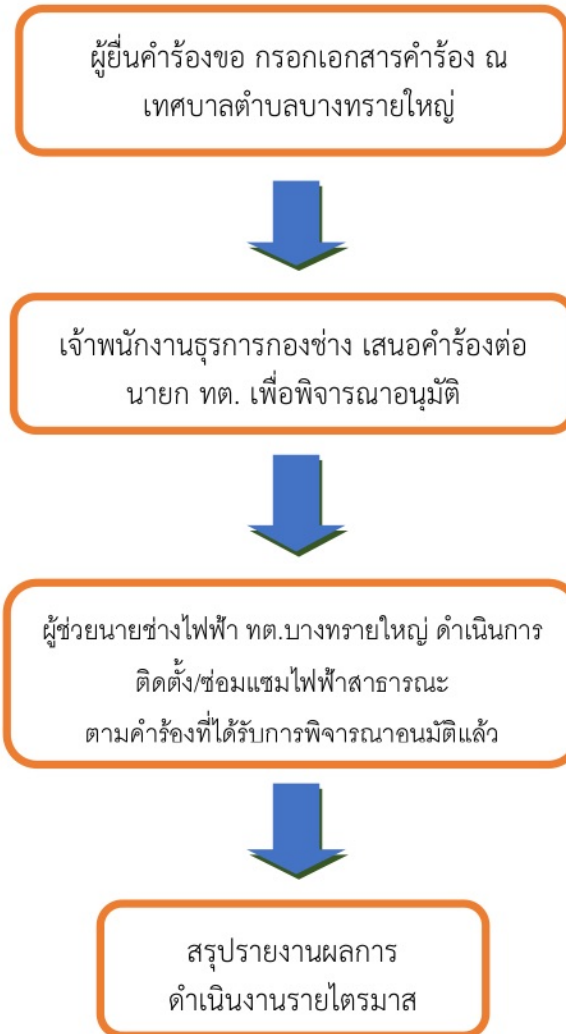 ผู้ยื่นคำร้องขอ กรอกเอกสารคำร้อง ณ
เทศบาลตำบลบางทรายใหญ่
เจ้าพนักงานธุรการกองช่าง เสนอคำร้องต่อ
นายก ทต. เพื่อพิจารณาอนุมัติ
ผู้ช่วยนายช่างไฟฟ้า ทต.บางทรายใหญ่ ดำเนินการ
ติดตั้ง/ซ่อมแซมไฟฟ้าสาธารณะ
ตามคำร้องที่ได้รับการพิจารณาอนมัติแล้ว
สรุปรายงานผลการ
ดำเนินงานรายไตรมาส